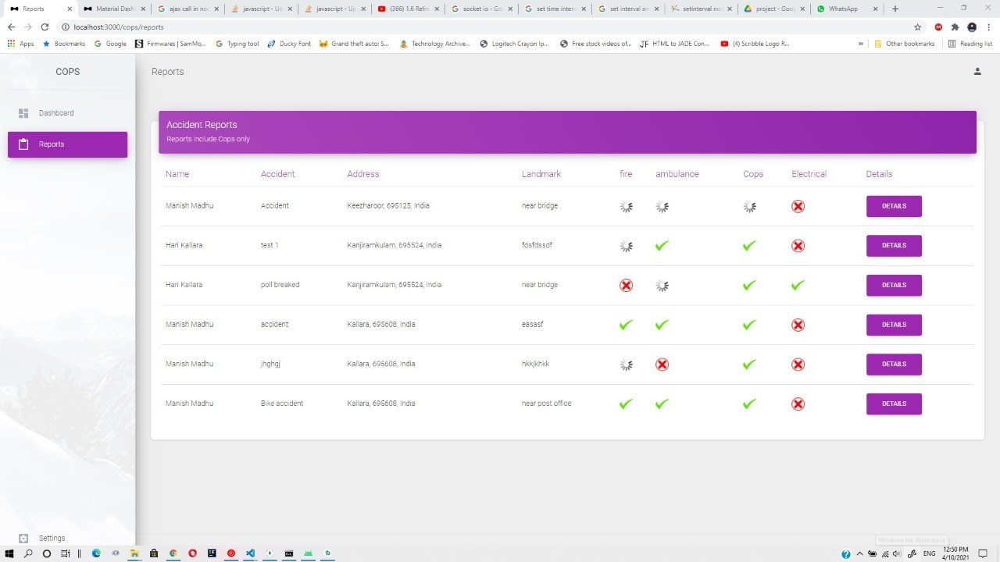 Reports
Material Dash
ajax call in nod
javascript - Us
javascript - Up
(366) 1.6 Refre
socket io - Goo
set time interv
set interval an
setinterval nod
project - Goog
WhatsApp
localhost:3000/cops/reports
Apps
Bookmarks
Google
Firmwares | SamMo...
Typing tool
Ducky Font
Grand theft auto: S...
Technology Archive...
Logitech Crayon Ip...
Free stock videos of...
HTML to JADE Con...
(4) Scribble Logo R...
»
Other bookmarks
Reading list
COPS
Reports
Dashboard
Reports
Accident Reports
Reports include Cops only
Name Accident Address Landmark fire ambulance Cops Electrical Details
Manish Madhu Accident Keezharoor, 695125, India near bridge DETAILS
Hari Kallara test 1 Kanjiramkulam, 695524, India fdsfdssdf DETAILS
Hari Kallara poll breaked Kanjiramkulam, 695524, India near bridge DETAILS
Manish Madhu accident Kallara, 695608, India easasf DETAILS
Manish Madhu jhghgj Kallara, 695608, India hkkjkhkk DETAILS
Manish Madhu Bike accident Kallara, 695608, India near post office DETAILS
Settings
Windows Ink Workspace
ENG
12:50 PM
4/10/2021